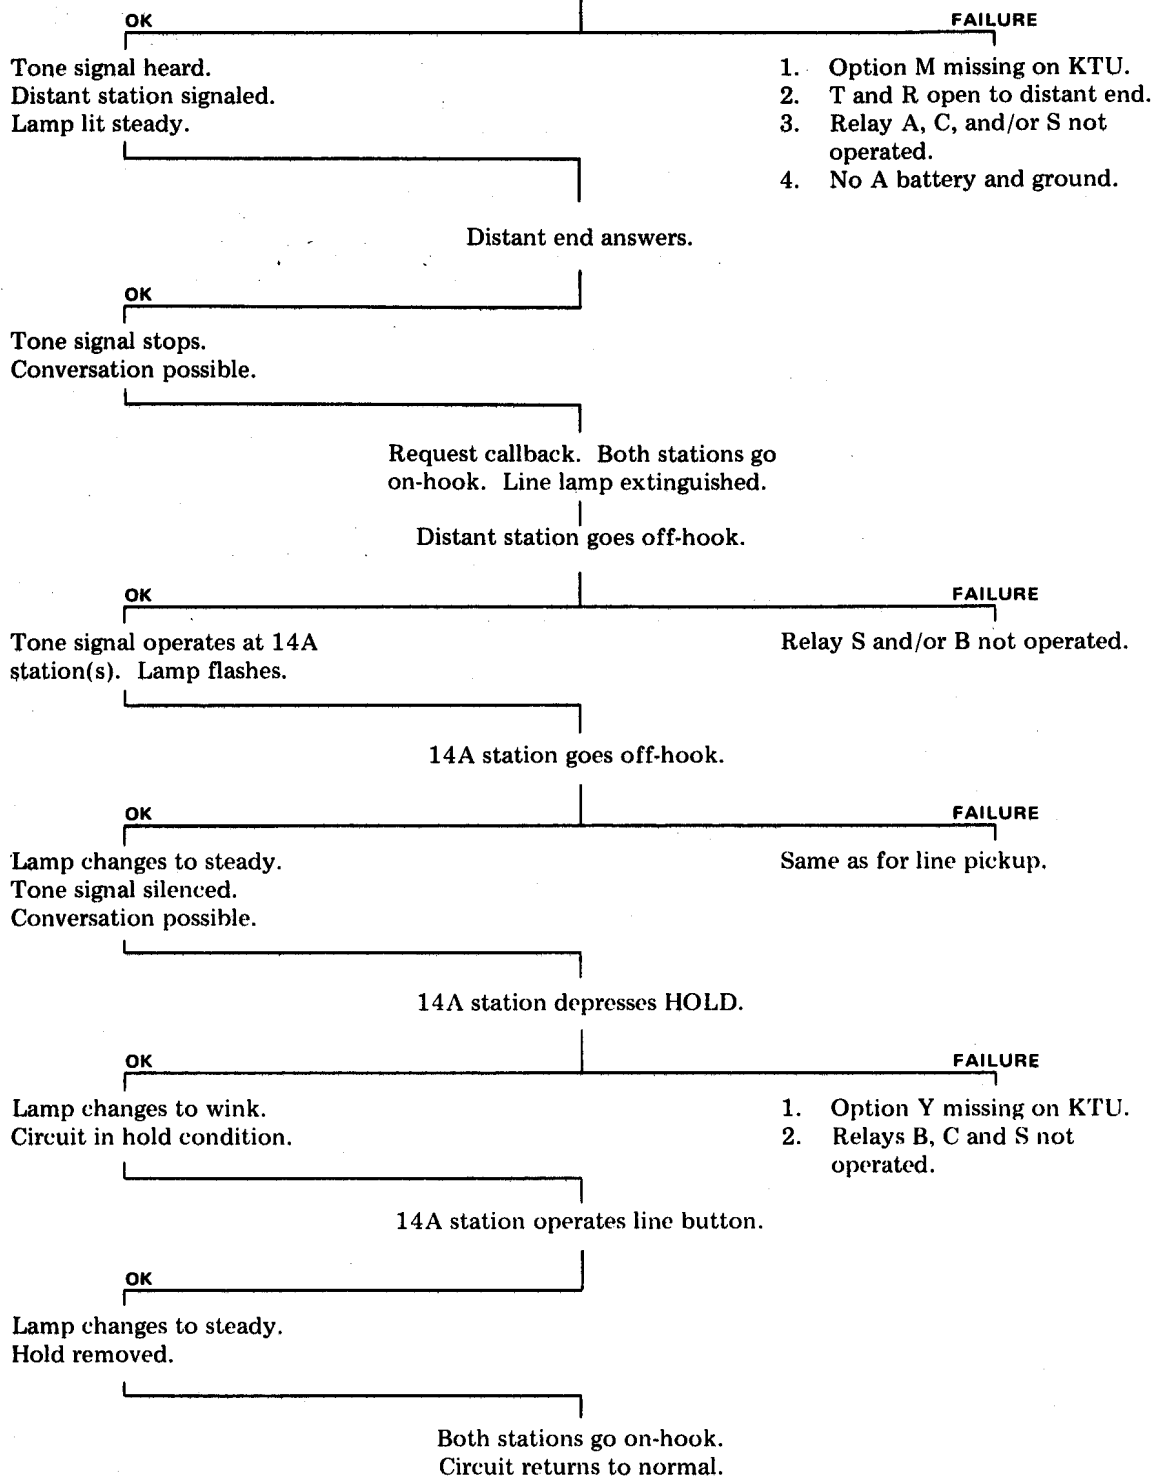 OK
FAILURE
Tone signal heard.
Distant station signaled.
Lamp lit steady.
1. Option M missing on KTU.
2. T and R open to distant end.
3. Relay A, C, and/or S not
operated.
4. No A battery and ground.
Distant end answers.
OK
Tone signal stops.
Conversation possible.
Request callback. Both stations go
on-hook. Line lamp extinguished.
Distant station goes off-hook.
OK
FAILURE
Tone signal operates at 14A
station(s). Lamp flashes.
Relay S and/or B not operated.
14A station goes off-hook.
OK
FAILURE
Lamp changes to steady.
Tone signal silenced.
Conversation possible.
Same as for line pickup.
14A station depresses HOLD.
OK
FAILURE
Lamp changes to wink.
Circuit in hold condition.
1. Option Y missing on KTU.
2. Relays B, C and S not
operated.
14A station operates line button.
OK
Lamp changes to steady.
Hold removed.
Both stations go on-hook.
Circuit returns to normal.